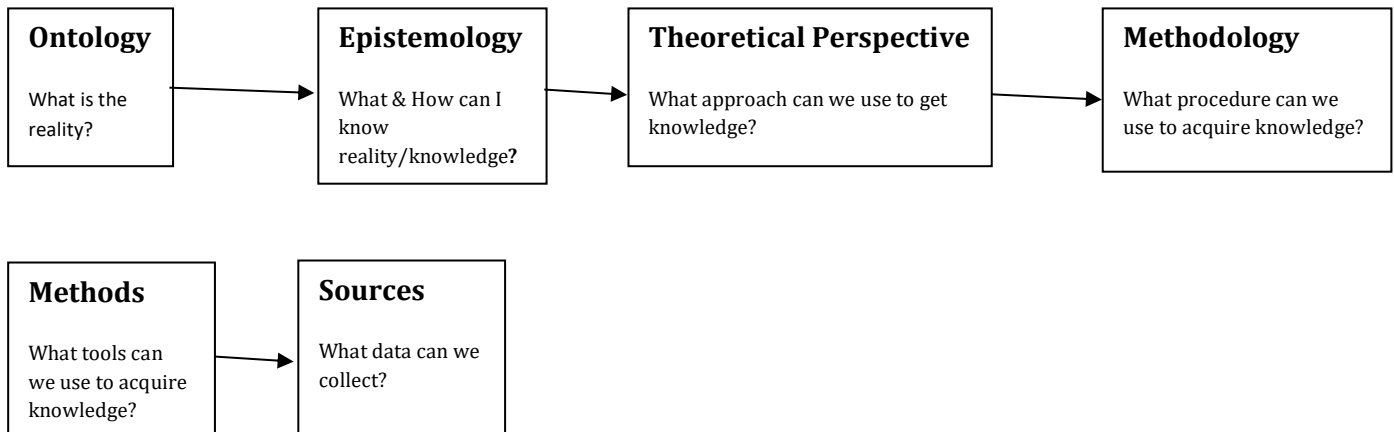 Ontology
What is the
reality?
Epistemology
What & How can I
know
reality/knowledge?
Theoretical Perspective
What approach can we use to get
knowledge?
Methodology
What procedure can we
use to acquire knowledge?
Methods
What tools can
we use to acquire
knowledge?
Sources
What data can we
collect?